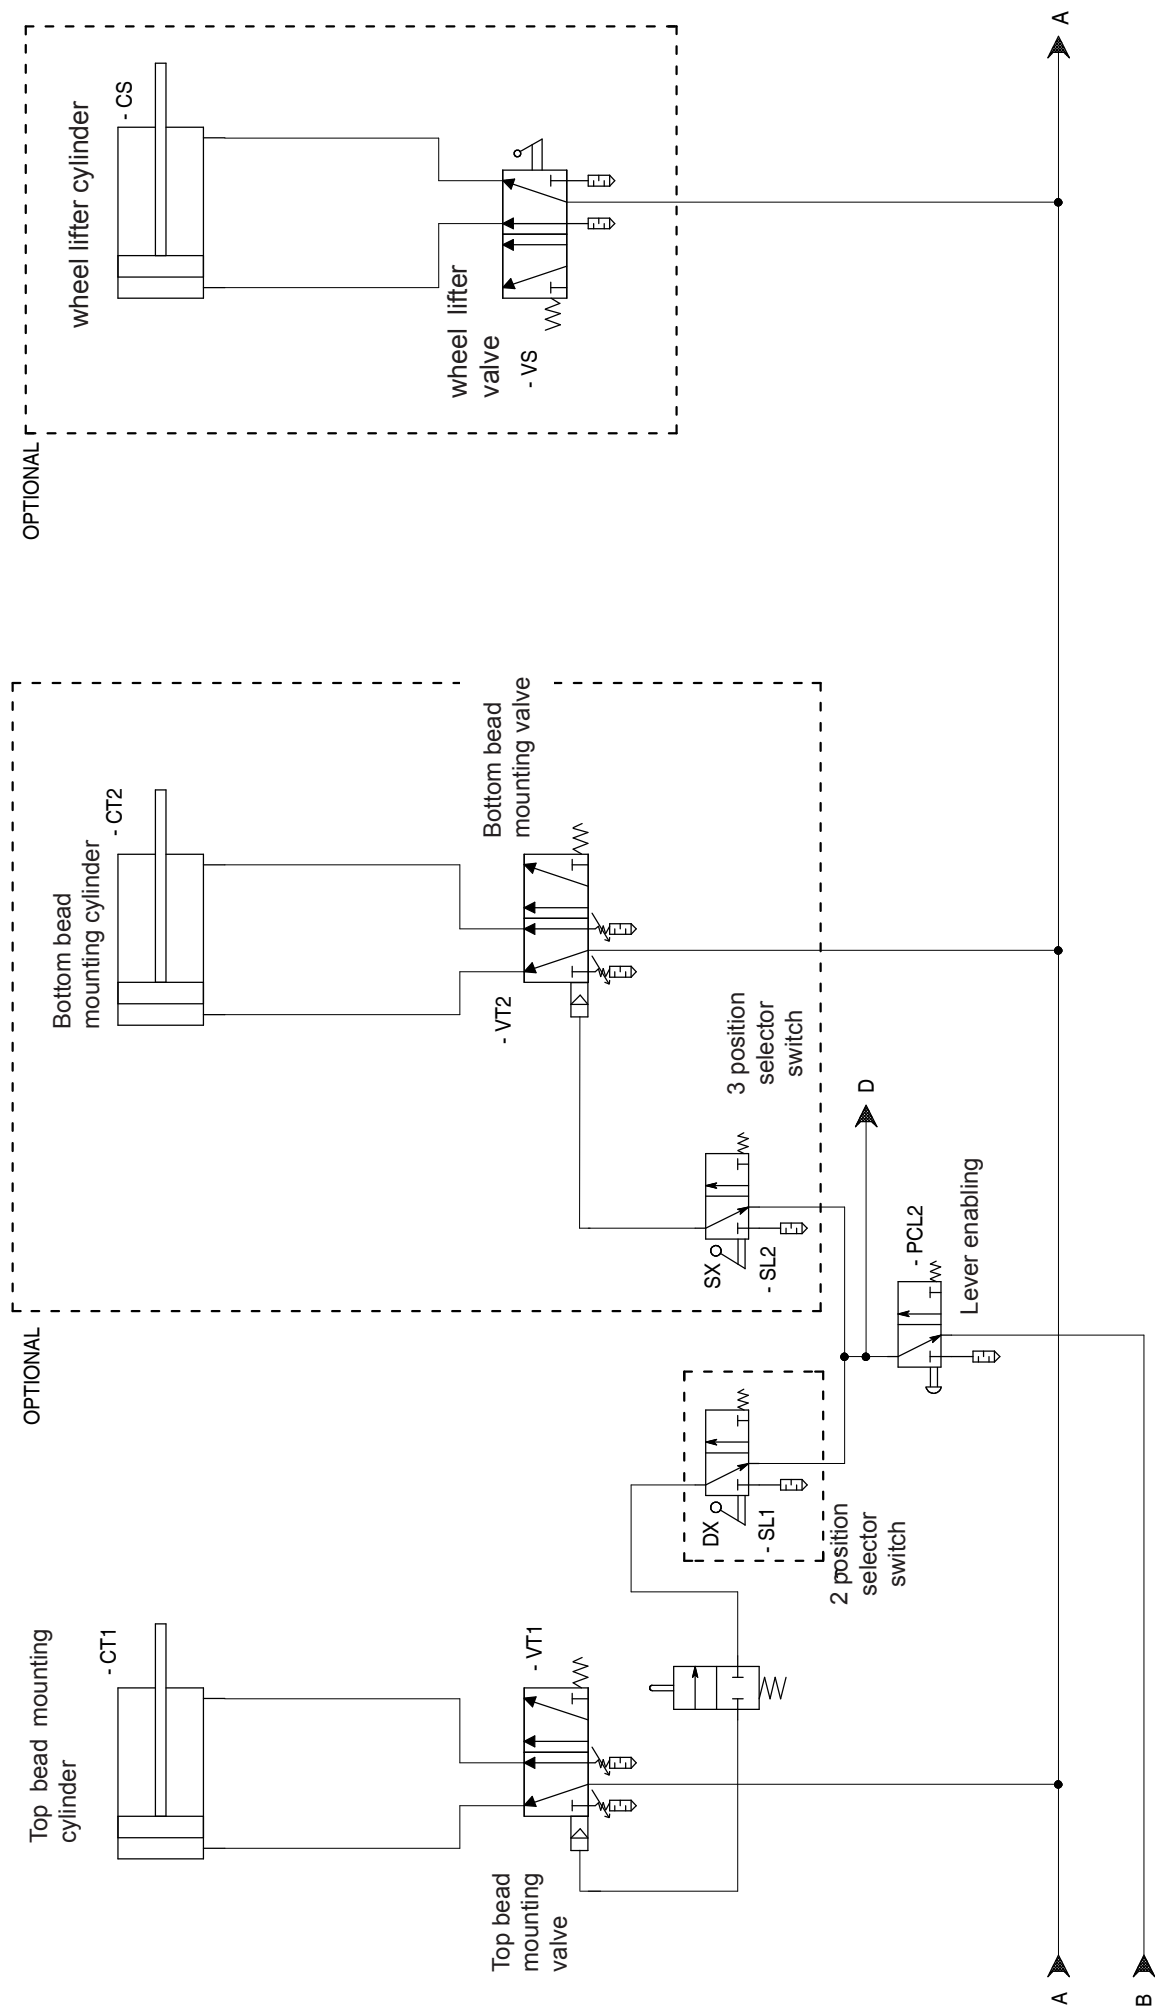 Top bead mounting
cylinder
- CT1
Top bead
mounting
valve
- VT1
DX
- SL1
2 position
selector
switch
OPTIONAL
Bottom bead
mounting cylinder
- CT2
Bottom bead
mounting valve
- VT2
3 position
selector
switch
SX
- SL2
D
- PCL2
Lever enabling
OPTIONAL
wheel lifter cylinder
- CS
wheel lifter
valve
- VS
A
A
B